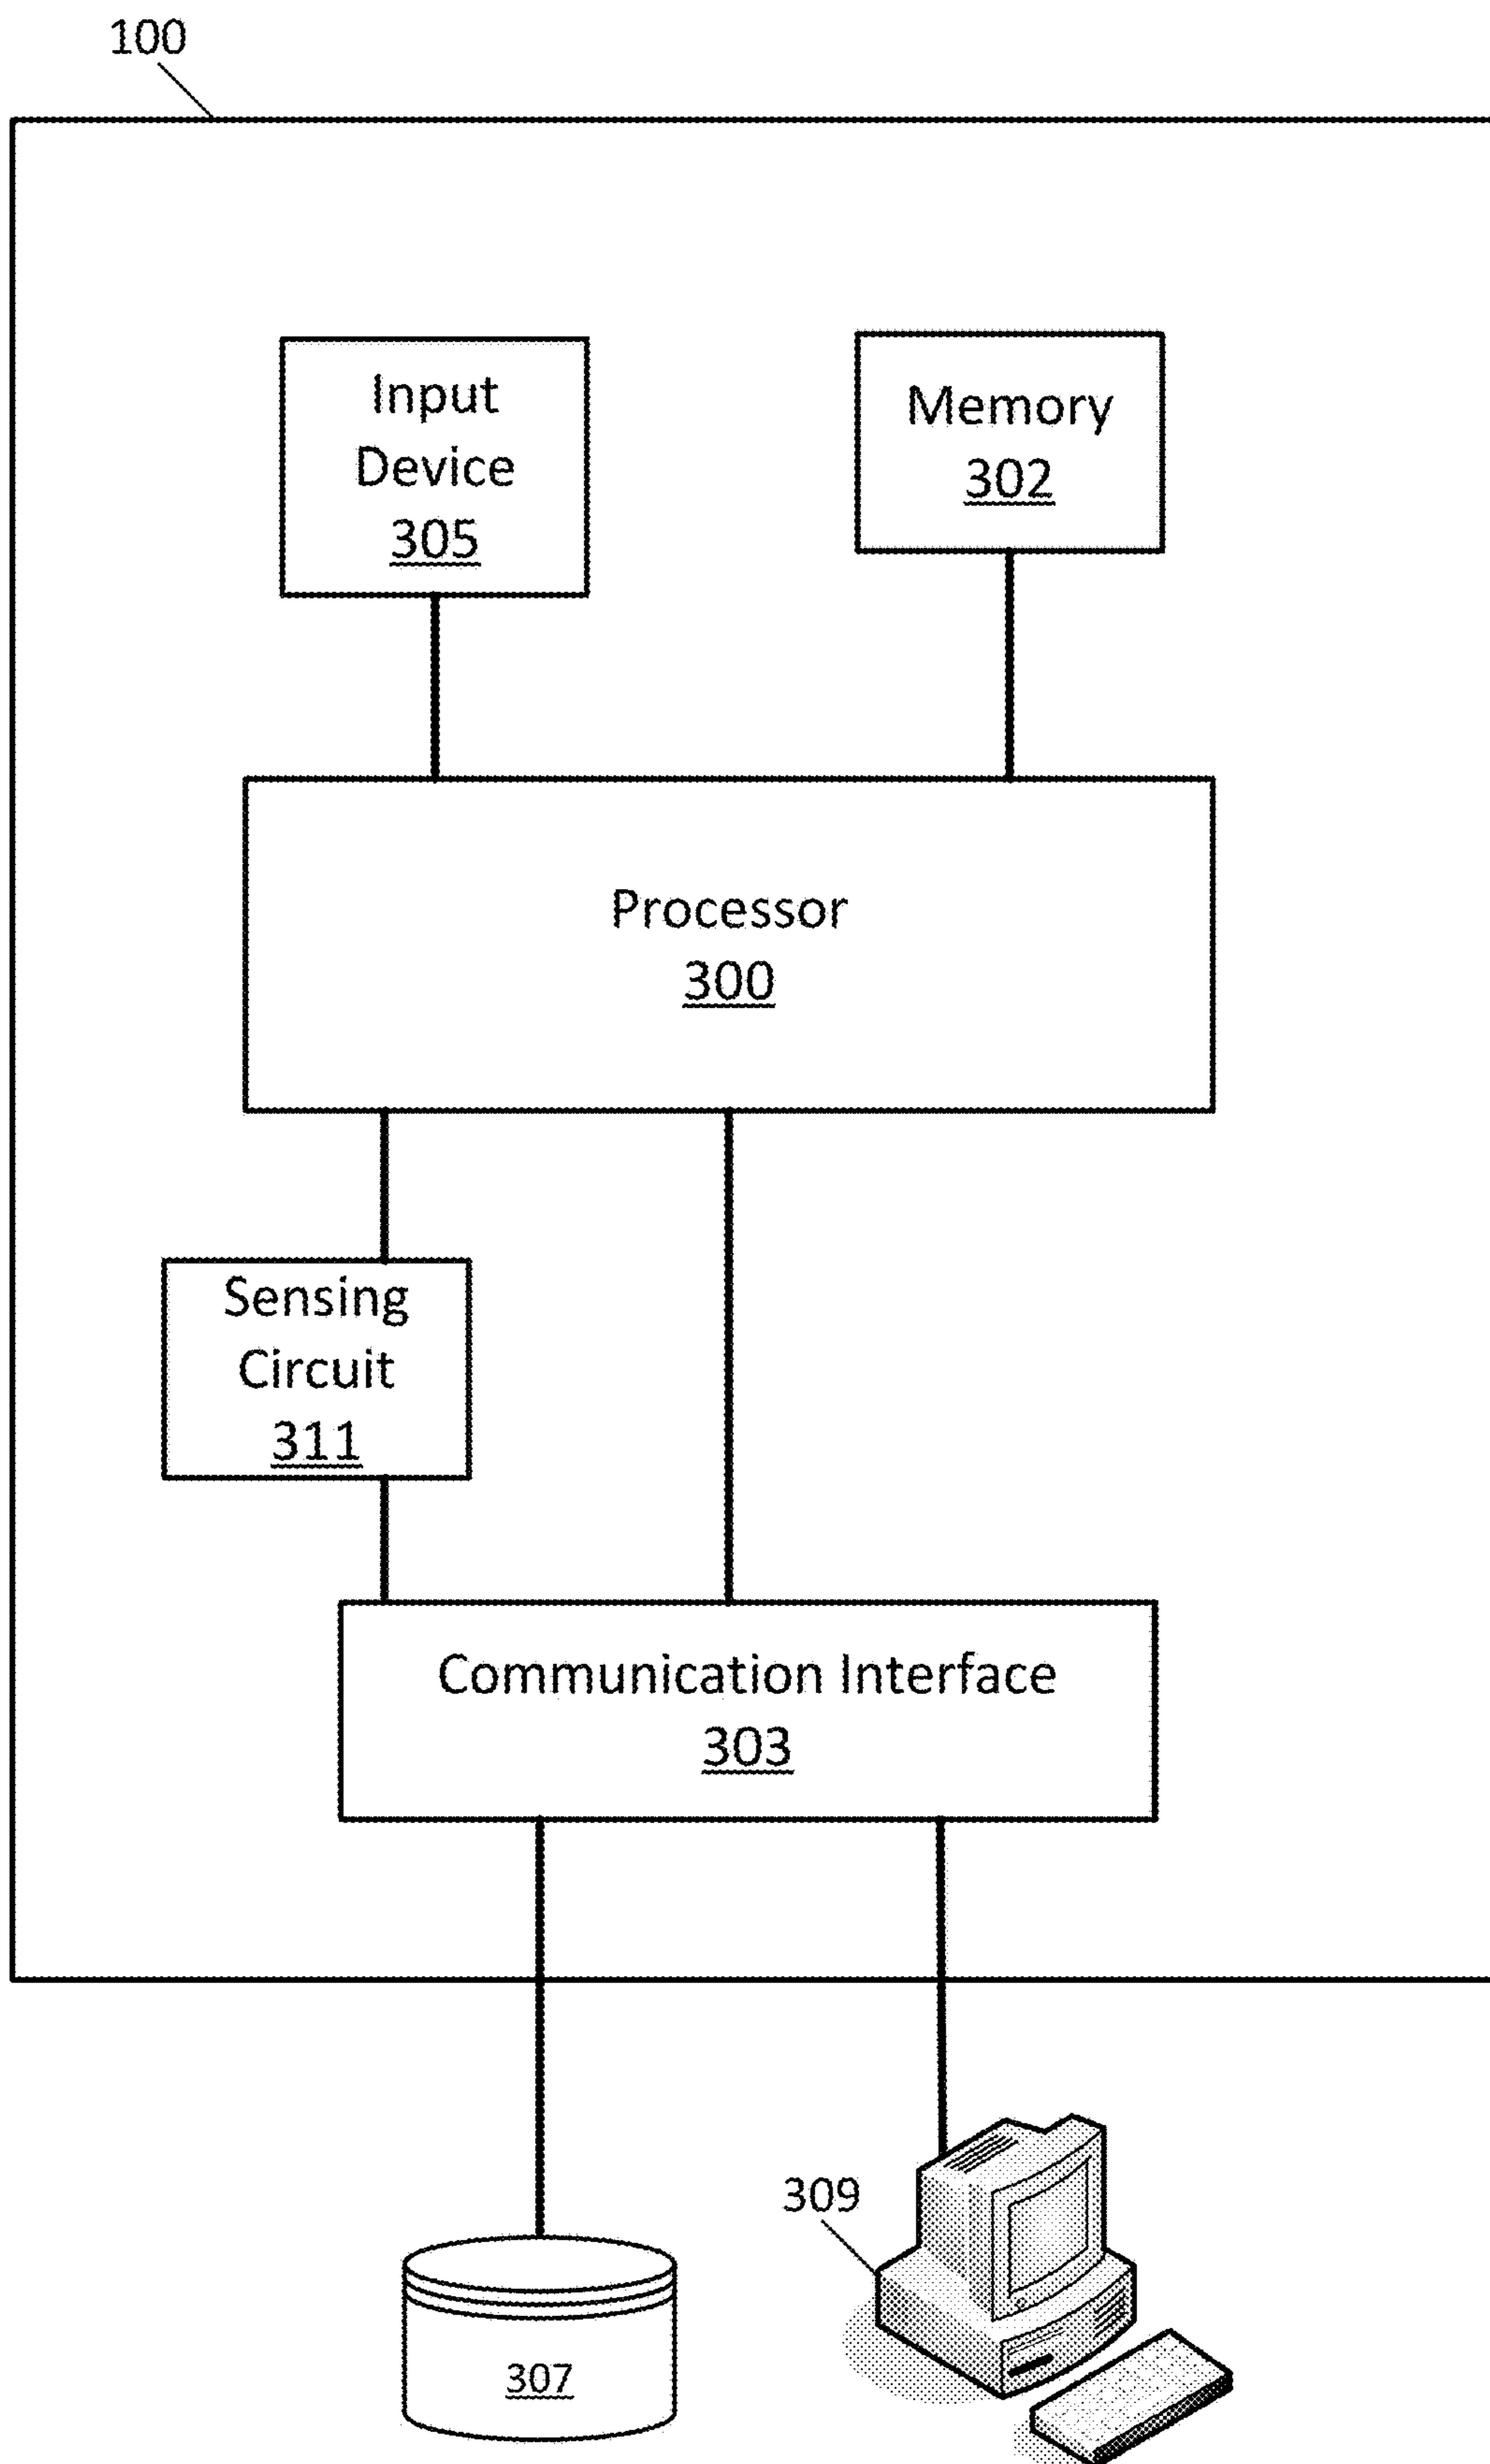 100
Input
Device
305
Memory
302
Processor
300
Sensing
Circuit
311
Communication Interface
303
309
307